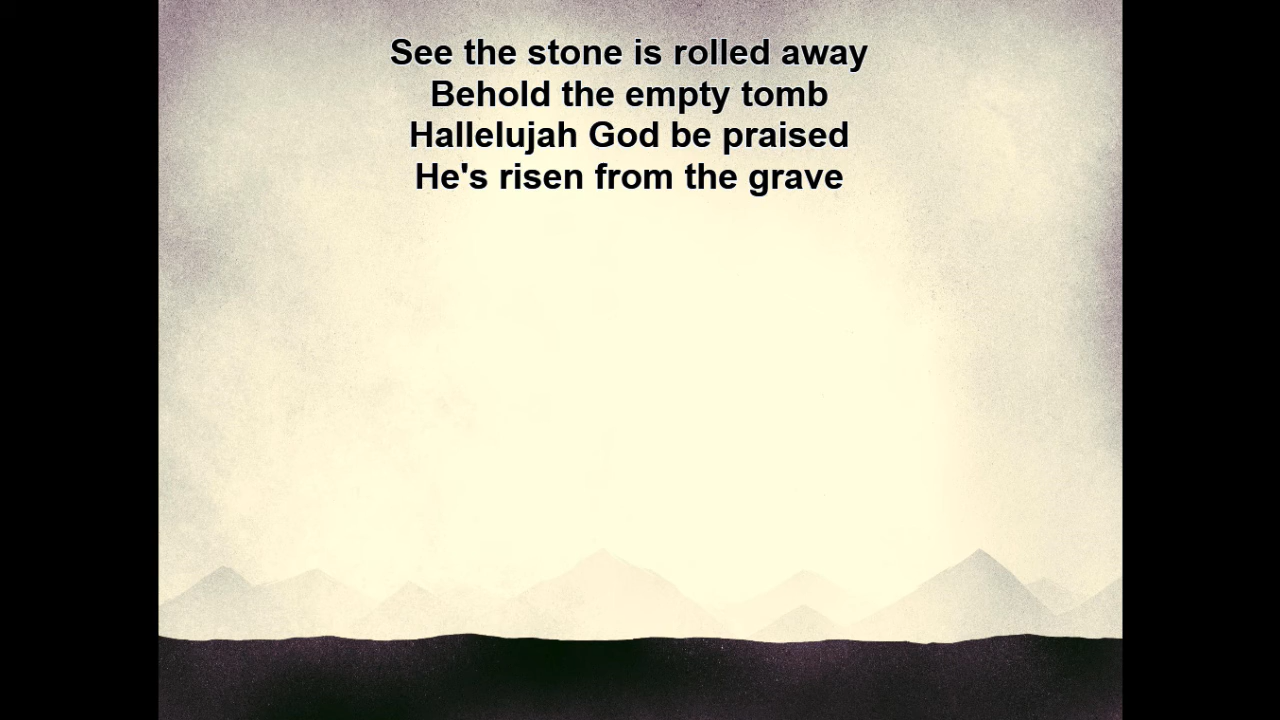 See the stone is rolled away
Behold the empty tomb
Hallelujah God be praised
He's risen from the grave